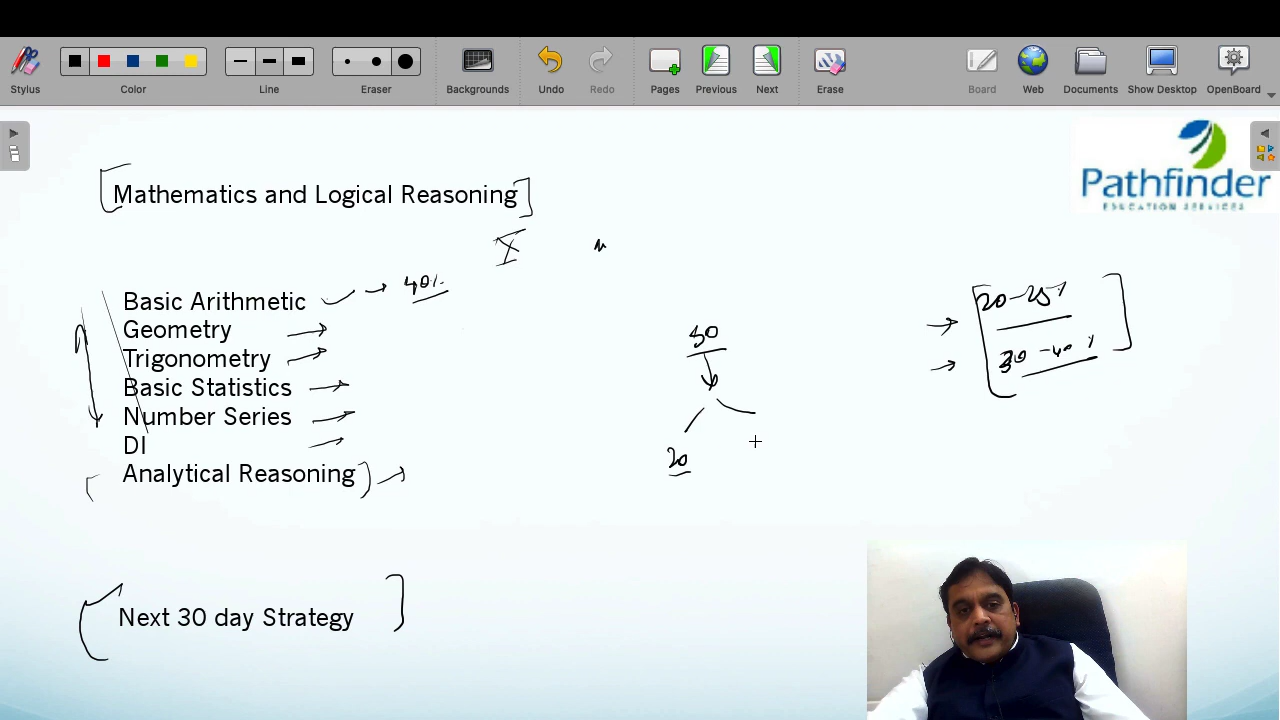 Stylus
Color
Line
Eraser
Backgrounds
Undo
Redo
Pages
Previous
Next
Erase
Board
Web
Documents
Show Desktop
OpenBoard
Pathfinder
EDUCATION SERVICES
Mathematics and Logical Reasoning
X
Basic Arithmetic → 40%
Geometry
Trigonometry
Basic Statistics
Number Series
DI
Analytical Reasoning
20-25%
30-40%
20
Next 30 day Strategy